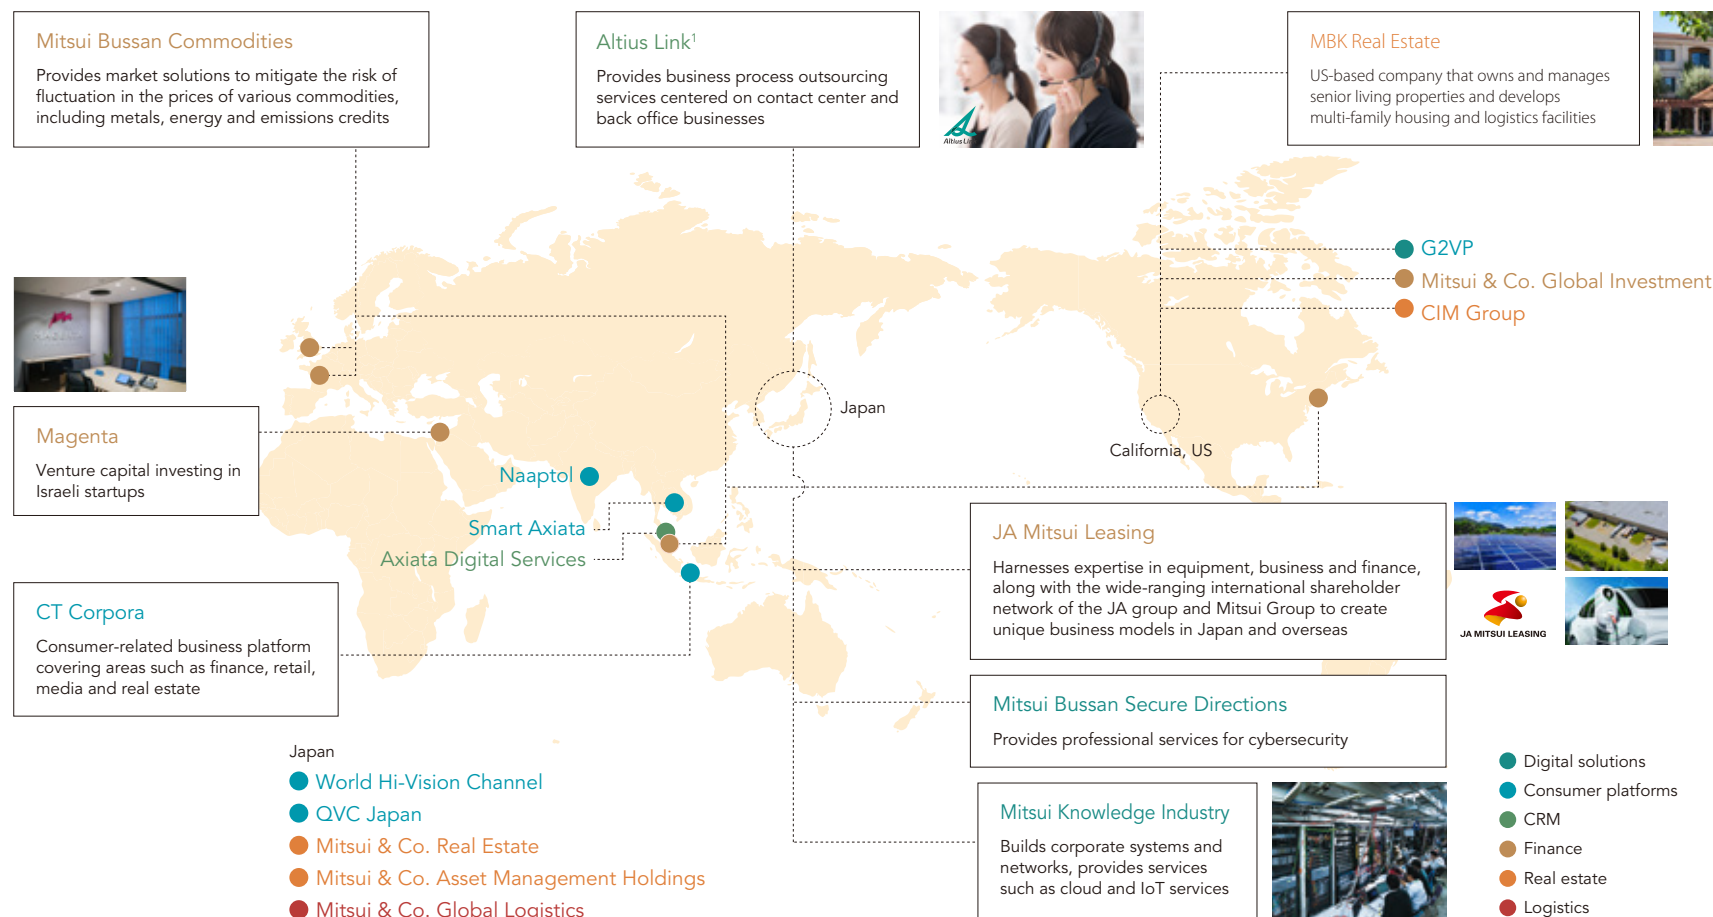 Mitsui Bussan Commodities
Provides market solutions to mitigate the risk of
fluctuation in the prices of various commodities,
including metals, energy and emissions credits
Altius Link¹
Provides business process outsourcing
services centered on contact center and
back office businesses
Altius Link
MBK Real Estate
US-based company that owns and manages
senior living properties and develops
multi-family housing and logistics facilities
G2VP
Mitsui & Co. Global Investment
CIM Group
MAGENTA
Magenta
Venture capital investing in
Israeli startups
Japan
California, US
Naaptol
Smart Axiata
Axiata Digital Services
CT Corpora
Consumer-related business platform
covering areas such as finance, retail,
media and real estate
JA Mitsui Leasing
Harnesses expertise in equipment, business and finance,
along with the wide-ranging international shareholder
network of the JA group and Mitsui Group to create
unique business models in Japan and overseas
JA MITSUI LEASING
Mitsui Bussan Secure Directions
Provides professional services for cybersecurity
Mitsui Knowledge Industry
Builds corporate systems and
networks, provides services
such as cloud and IoT services
Japan
World Hi-Vision Channel
QVC Japan
Mitsui & Co. Real Estate
Mitsui & Co. Asset Management Holdings
Mitsui & Co. Global Logistics
Digital solutions
Consumer platforms
CRM
Finance
Real estate
Logistics